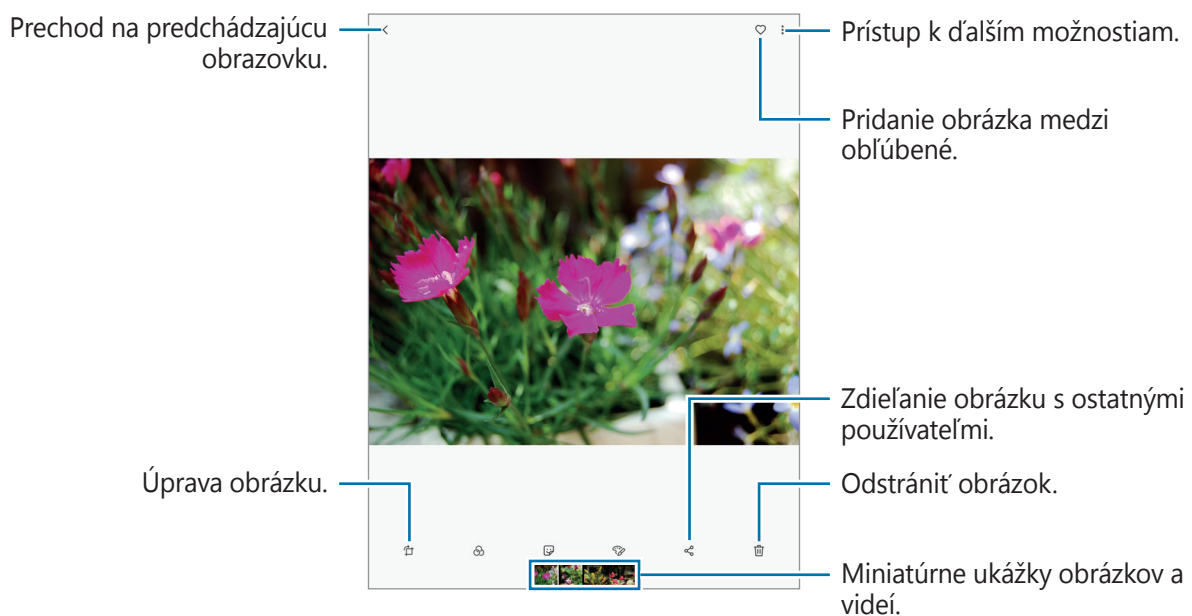 Prechod na predchádzajúcu
obrazovku.
Prístup k ďalším možnostiam.
Pridanie obrázka medzi
obľúbené.
Zdieľanie obrázku s ostatnými
používateľmi.
Úprava obrázku.
Odstrániť obrázok.
Miniatúrne ukážky obrázkov a
videí.